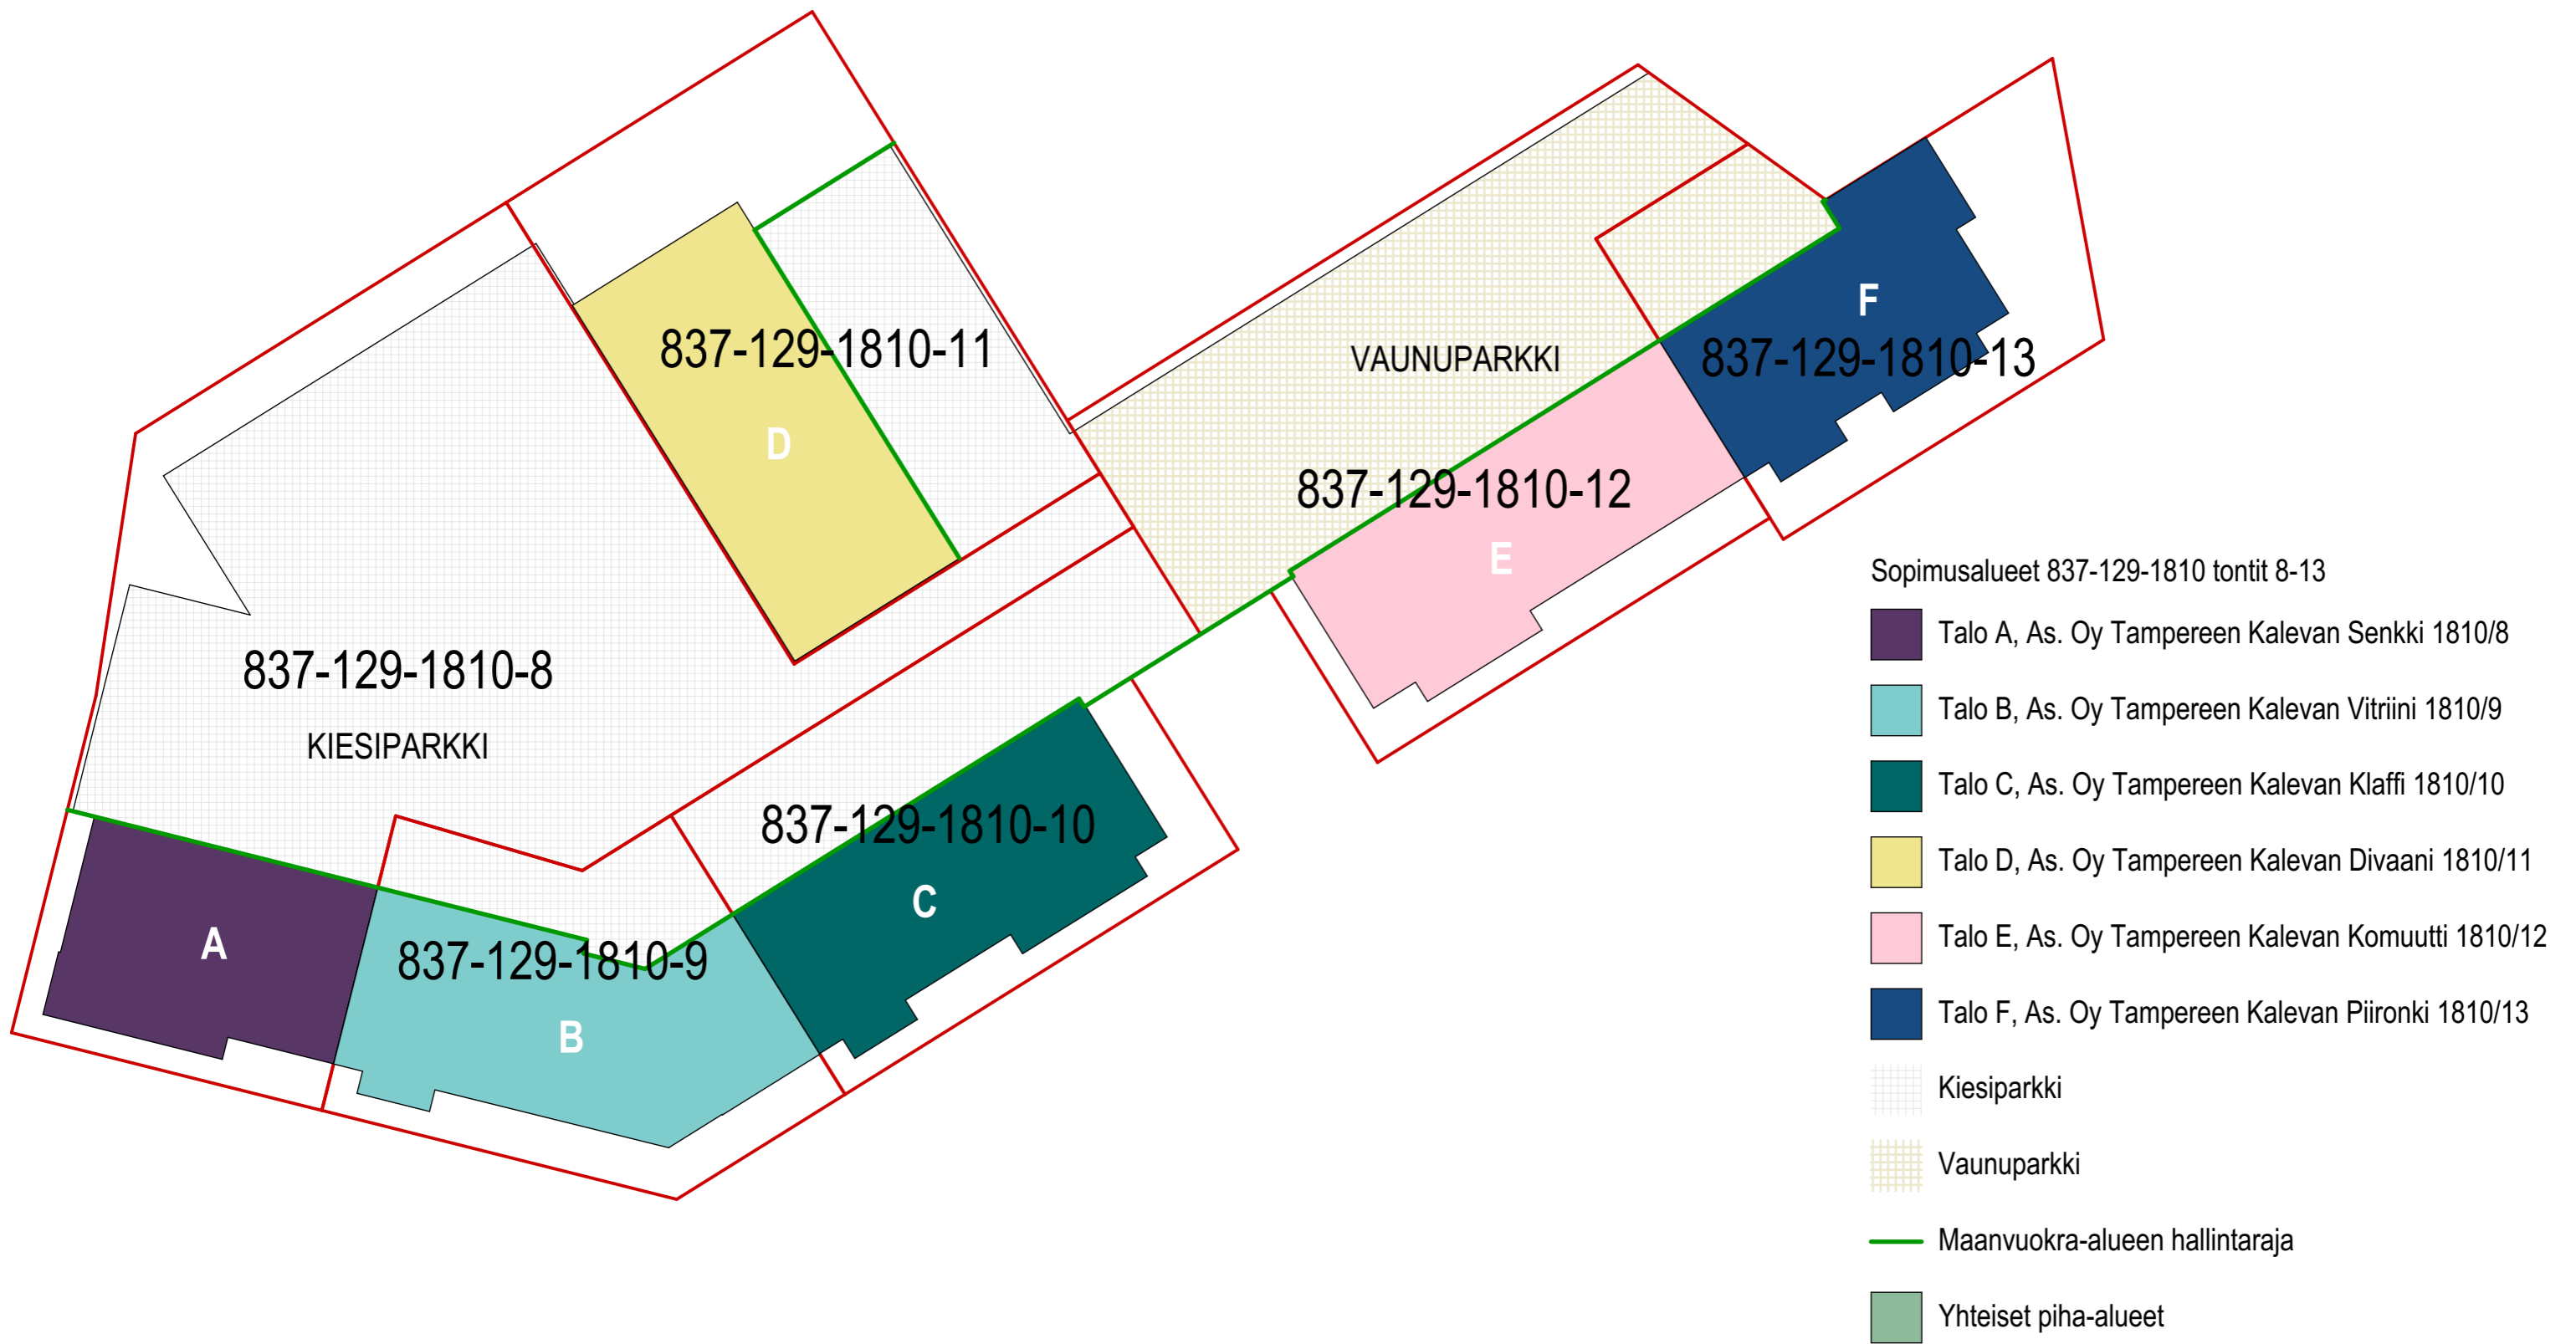 837-129-1810-11
D
VAUNUPARKKI
F
837-129-1810-13
837-129-1810-12
E
837-129-1810-8
KIESIPARKKI
837-129-1810-10
C
A
837-129-1810-9
B
Sopimusalueet 837-129-1810 tontit 8-13
Talo A, As. Oy Tampereen Kalevan Senkki 1810/8
Talo B, As. Oy Tampereen Kalevan Vitriini 1810/9
Talo C, As. Oy Tampereen Kalevan Klaffi 1810/10
Talo D, As. Oy Tampereen Kalevan Divaani 1810/11
Talo E, As. Oy Tampereen Kalevan Komuutti 1810/12
Talo F, As. Oy Tampereen Kalevan Piironki 1810/13
Kiesiparkki
Vaunuparkki
Maanvuokra-alueen hallintaraja
Yhteiset piha-alueet